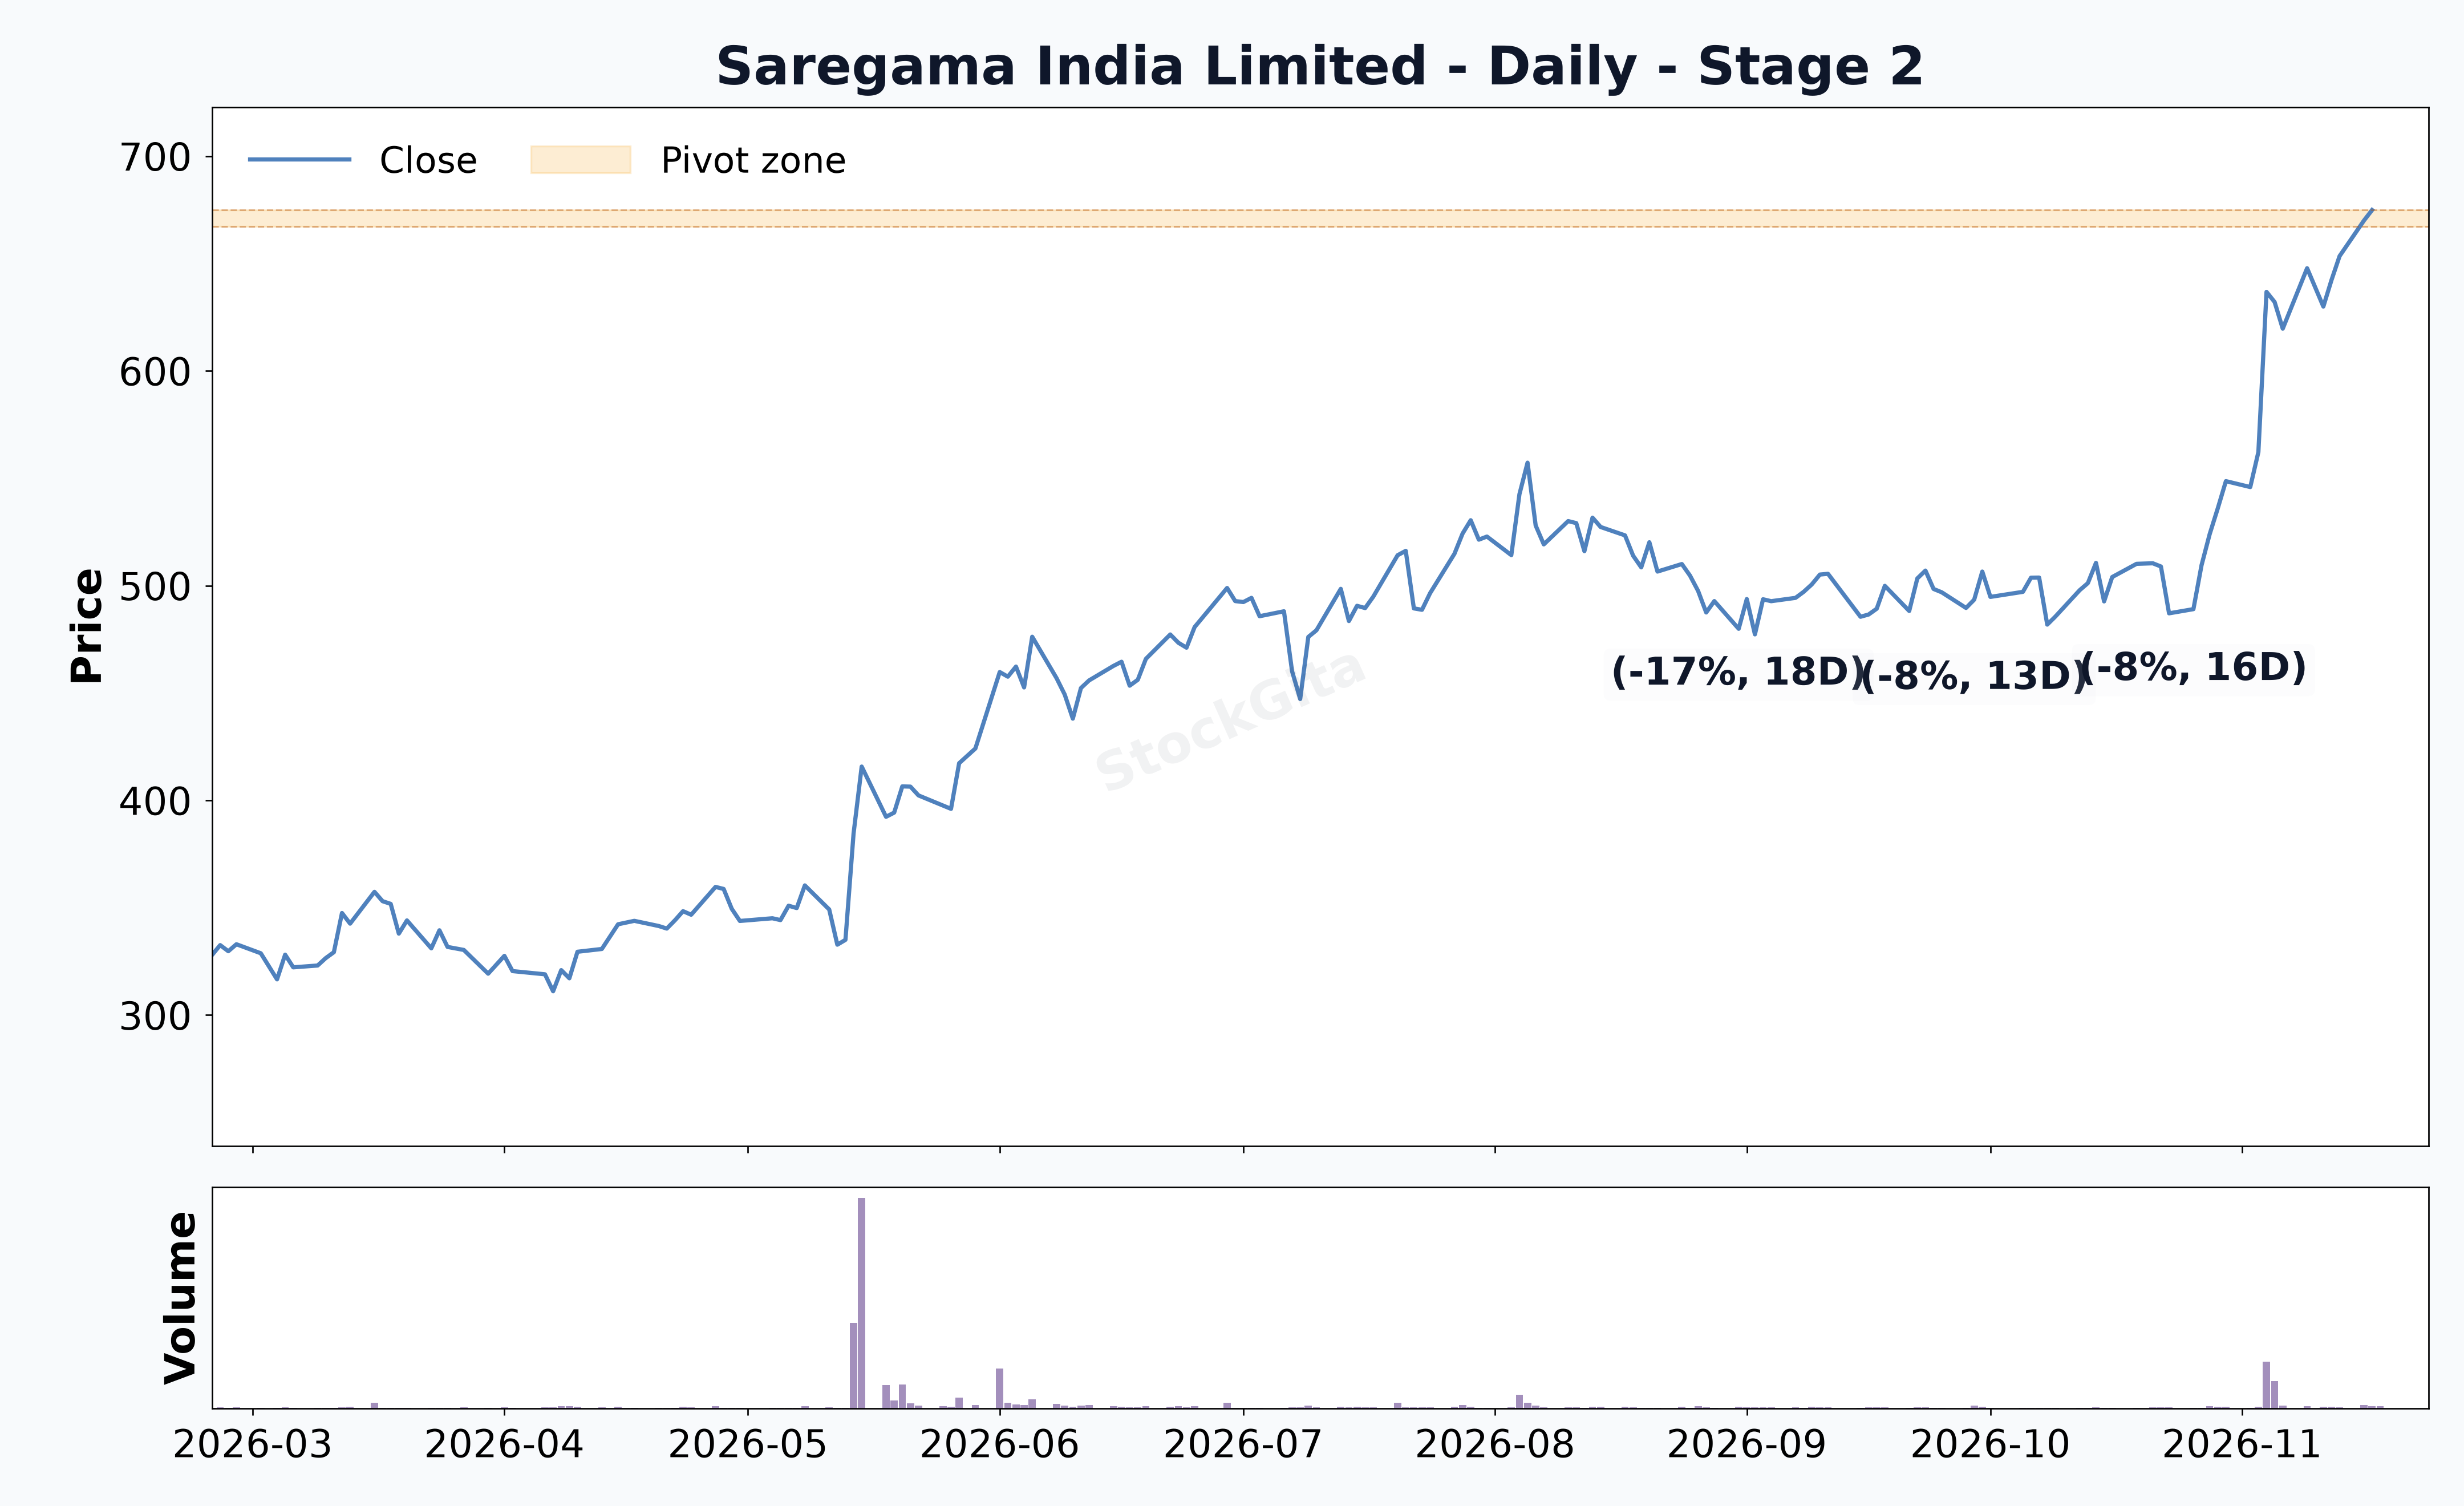 Saregama India Limited - Daily - Stage 2
Close
Pivot zone
700
600
500
400
300
Price
(-17%, 18D)
(-8%, 13D)
(-8%, 16D)
StockGita
Volume
2026-03
2026-04
2026-05
2026-06
2026-07
2026-08
2026-09
2026-10
2026-11